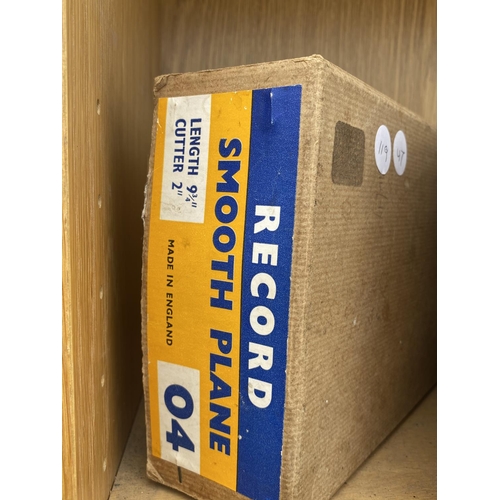 RECORD
SMOOTH PLANE
LENGTH 9¾"
CUTTER 2"
MADE IN ENGLAND
04
119
47